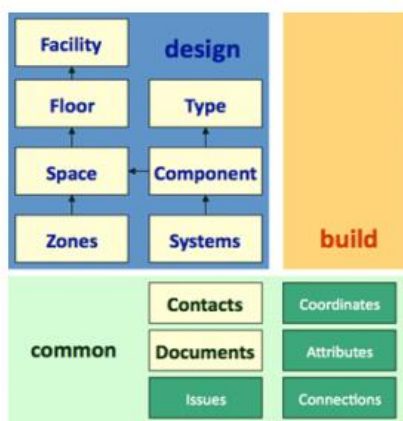 Facility
design
Floor
Type
Space
Component
Zones
Systems
build
common
Contacts
Coordinates
Documents
Attributes
Issues
Connections